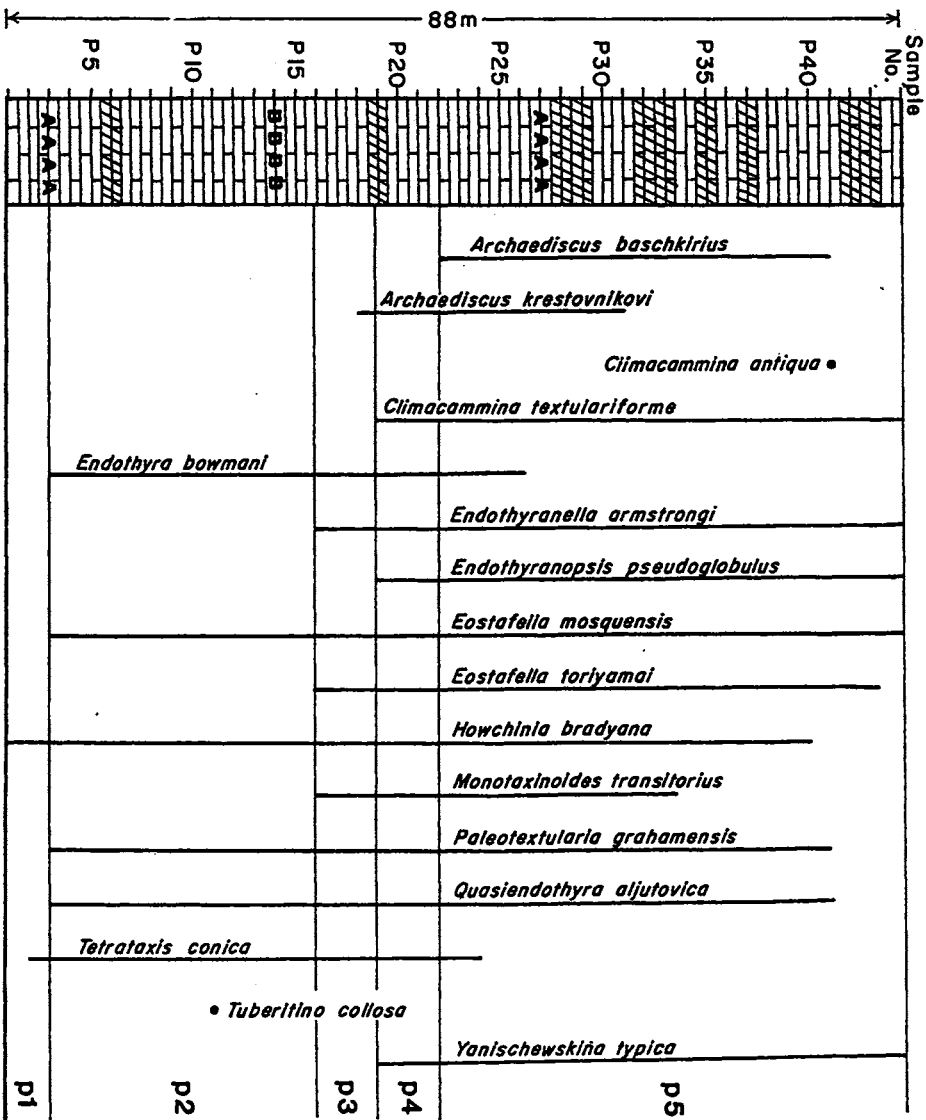 88m
Sample
No.
P5
P10
P15
P20
P25
P30
P35
P40
A A A A
B B B B
A A A A
Archaediscus baschkirius
Archaediscus krestovnikovi
Climacammina antiqua
Climacammina textulariforme
Endothyra bowmani
Endothyranella armstrongi
Endothyranopsis pseudoglobulus
Eostafella mosquensis
Eostafella toriyamai
Howchinia bradyana
Monotaxinoides transitorius
Paleotextularia grahamensis
Quasiendothyra aljutovica
Tetrataxis conica
Tuberitino collosa
Yanischewskina typica
p1
p2
p3
p4
p5